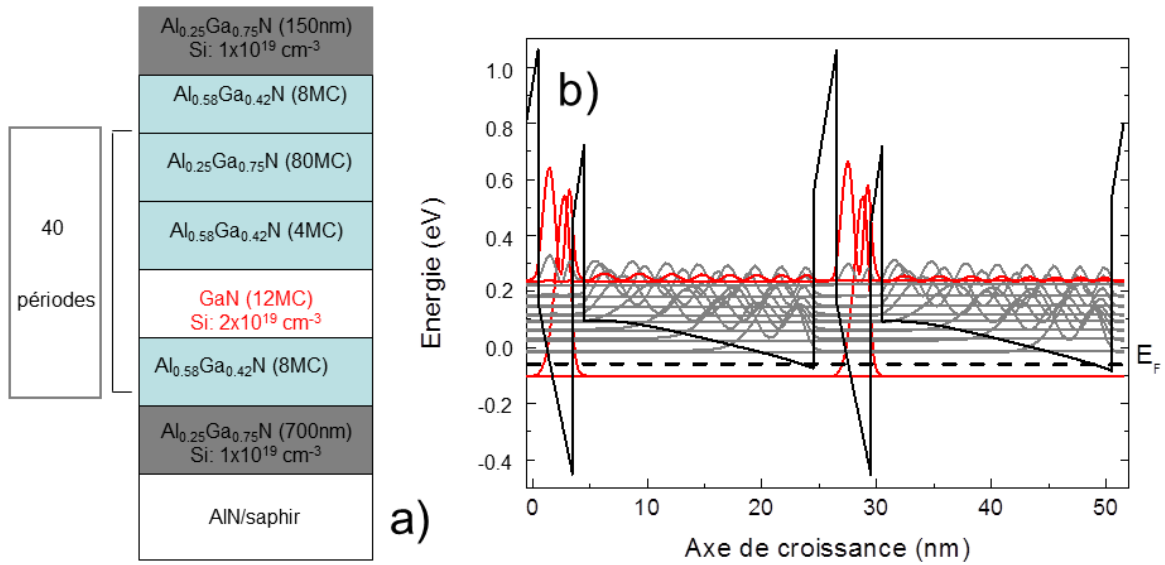 Al0.25Ga0.75N (150nm)
Si: 1x10^19 cm-3
Al0.58Ga0.42N (8MC)
Al0.25Ga0.75N (80MC)
40
périodes
Al0.58Ga0.42N (4MC)
GaN (12MC)
Si: 2x10^19 cm-3
Al0.58Ga0.42N (8MC)
Al0.25Ga0.75N (700nm)
Si: 1x10^19 cm-3
AlN/saphir
a)
b)
Energie (eV)
1.0
0.8
0.6
0.4
0.2
0.0
-0.2
-0.4
EF
0
10
20
30
40
50
Axe de croissance (nm)